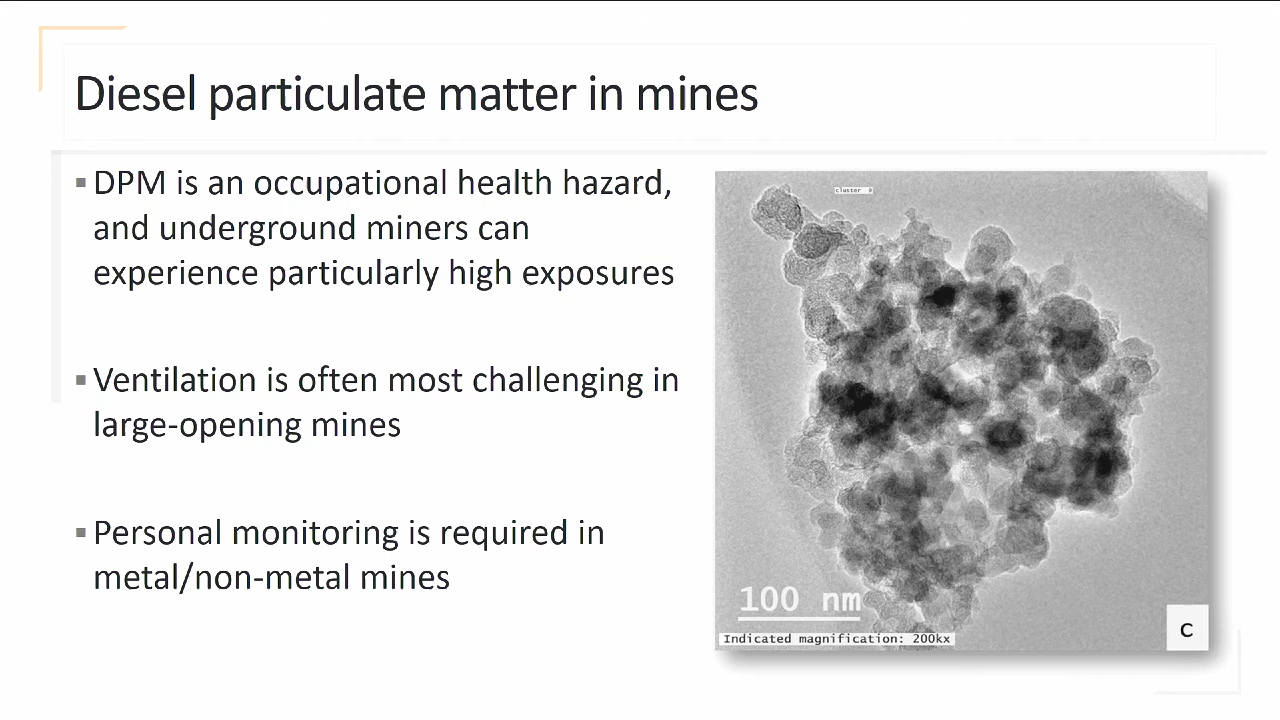 Diesel particulate matter in mines
▪ DPM is an occupational health hazard,
and underground miners can
experience particularly high exposures
▪ Ventilation is often most challenging in
large-opening mines
▪ Personal monitoring is required in
metal/non-metal mines
cluster 9
100 nm
Indicated magnification: 200kx
C